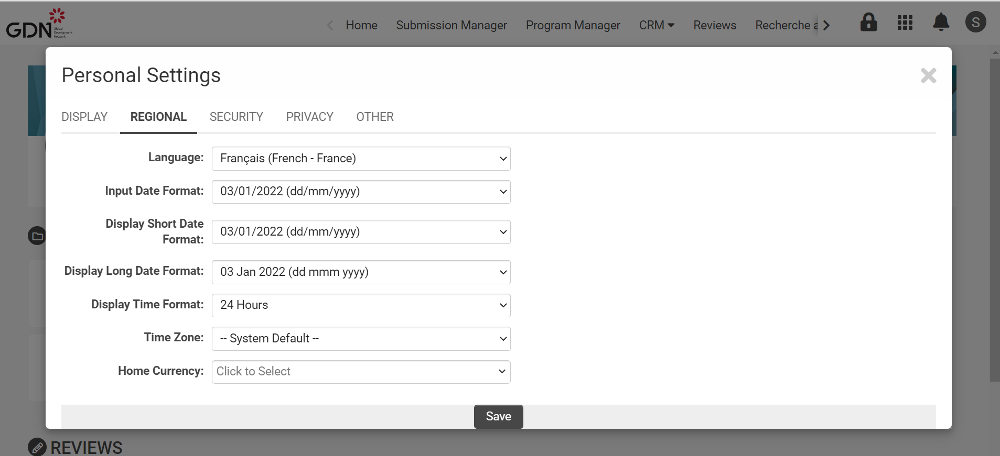 GDN
Global
Development
Network
Home
Submission Manager
Program Manager
CRM
Reviews
Recherche a
S
Personal Settings
DISPLAY
REGIONAL
SECURITY
PRIVACY
OTHER
Language:
Français (French - France)
Input Date Format:
03/01/2022 (dd/mm/yyyy)
Display Short Date
Format:
03/01/2022 (dd/mm/yyyy)
Display Long Date Format:
03 Jan 2022 (dd mmm yyyy)
Display Time Format:
24 Hours
Time Zone:
-- System Default --
Home Currency:
Click to Select
Save
REVIEWS